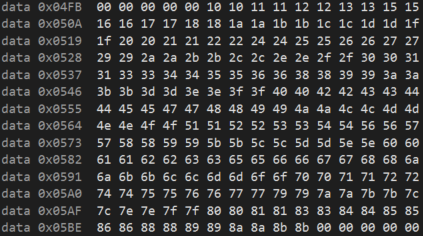 data 0x04FB 00 00 00 00 00 10 10 11 11 12 12 13 13 15 15
data 0x050A 16 16 17 17 18 18 1a 1a 1b 1b 1c 1c 1d 1d 1f
data 0x0519 1f 20 20 21 21 22 22 24 24 25 25 26 26 27 27
data 0x0528 29 29 2a 2a 2b 2b 2c 2c 2e 2e 2f 2f 30 30 31
data 0x0537 31 33 33 34 34 35 35 36 36 38 38 39 39 3a 3a
data 0x0546 3b 3b 3d 3d 3e 3e 3f 3f 40 40 42 42 43 43 44
data 0x0555 44 45 45 47 47 48 48 49 49 4a 4a 4c 4c 4d 4d
data 0x0564 4e 4e 4f 4f 51 51 52 52 53 53 54 54 56 56 57
data 0x0573 57 58 58 59 59 5b 5b 5c 5c 5d 5d 5e 5e 60 60
data 0x0582 61 61 62 62 63 63 65 65 66 66 67 67 68 68 6a
data 0x0591 6a 6b 6b 6c 6c 6d 6d 6f 6f 70 70 71 71 72 72
data 0x05A0 74 74 75 75 76 76 77 77 79 79 7a 7a 7b 7b 7c
data 0x05AF 7c 7e 7e 7f 7f 80 80 81 81 83 83 84 84 85 85
data 0x05BE 86 86 88 88 89 89 8a 8a 8b 8b 00 00 00 00 00